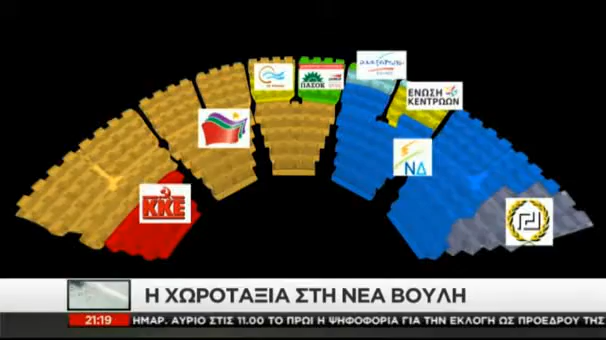 ΑΝΕΞΑΡΤΗΤΟΙ
ΠΑΣΟΚ
ΕΝΩΣΗ
ΚΕΝΤΡΩΩΝ
ΝΔ
ΚΚΕ
Η ΧΩΡΟΤΑΞΙΑ ΣΤΗ ΝΕΑ ΒΟΥΛΗ
21:19 ΗΜΑΡ. ΑΥΡΙΟ ΣΤΙΣ 11.00 ΤΟ ΠΡΩΙ Η ΨΗΦΟΦΟΡΙΑ ΓΙΑ ΤΗΝ ΕΚΛΟΓΗ ΩΣ ΠΡΟΕΔΡΟΥ ΤΗΣ